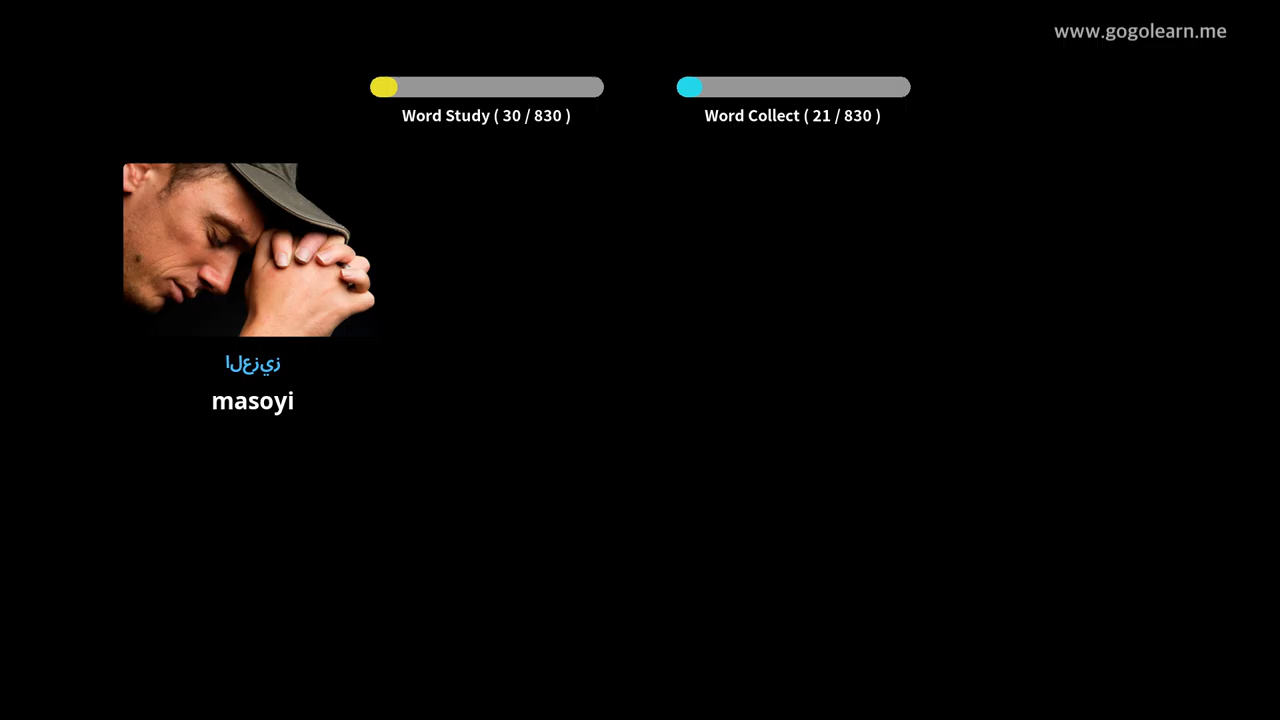 www.gogolearn.me
Word Study ( 30 / 830 )
Word Collect ( 21 / 830 )
العزيز
masoyi